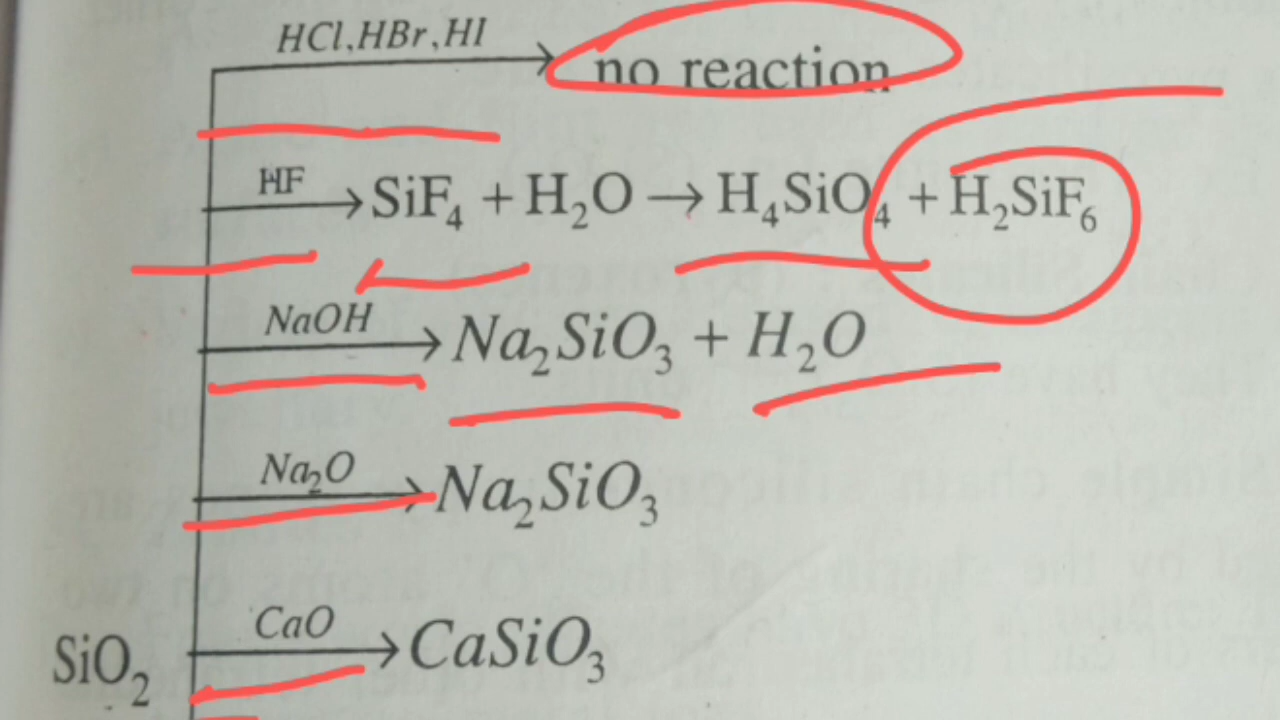 HCl,HBr,HI
no reaction
HF
SiF₄ + H₂O → H₄SiO₄ + H₂SiF₆
NaOH
Na₂SiO₃ + H₂O
Na₂O
Na₂SiO₃
CaO
SiO₂
CaSiO₃